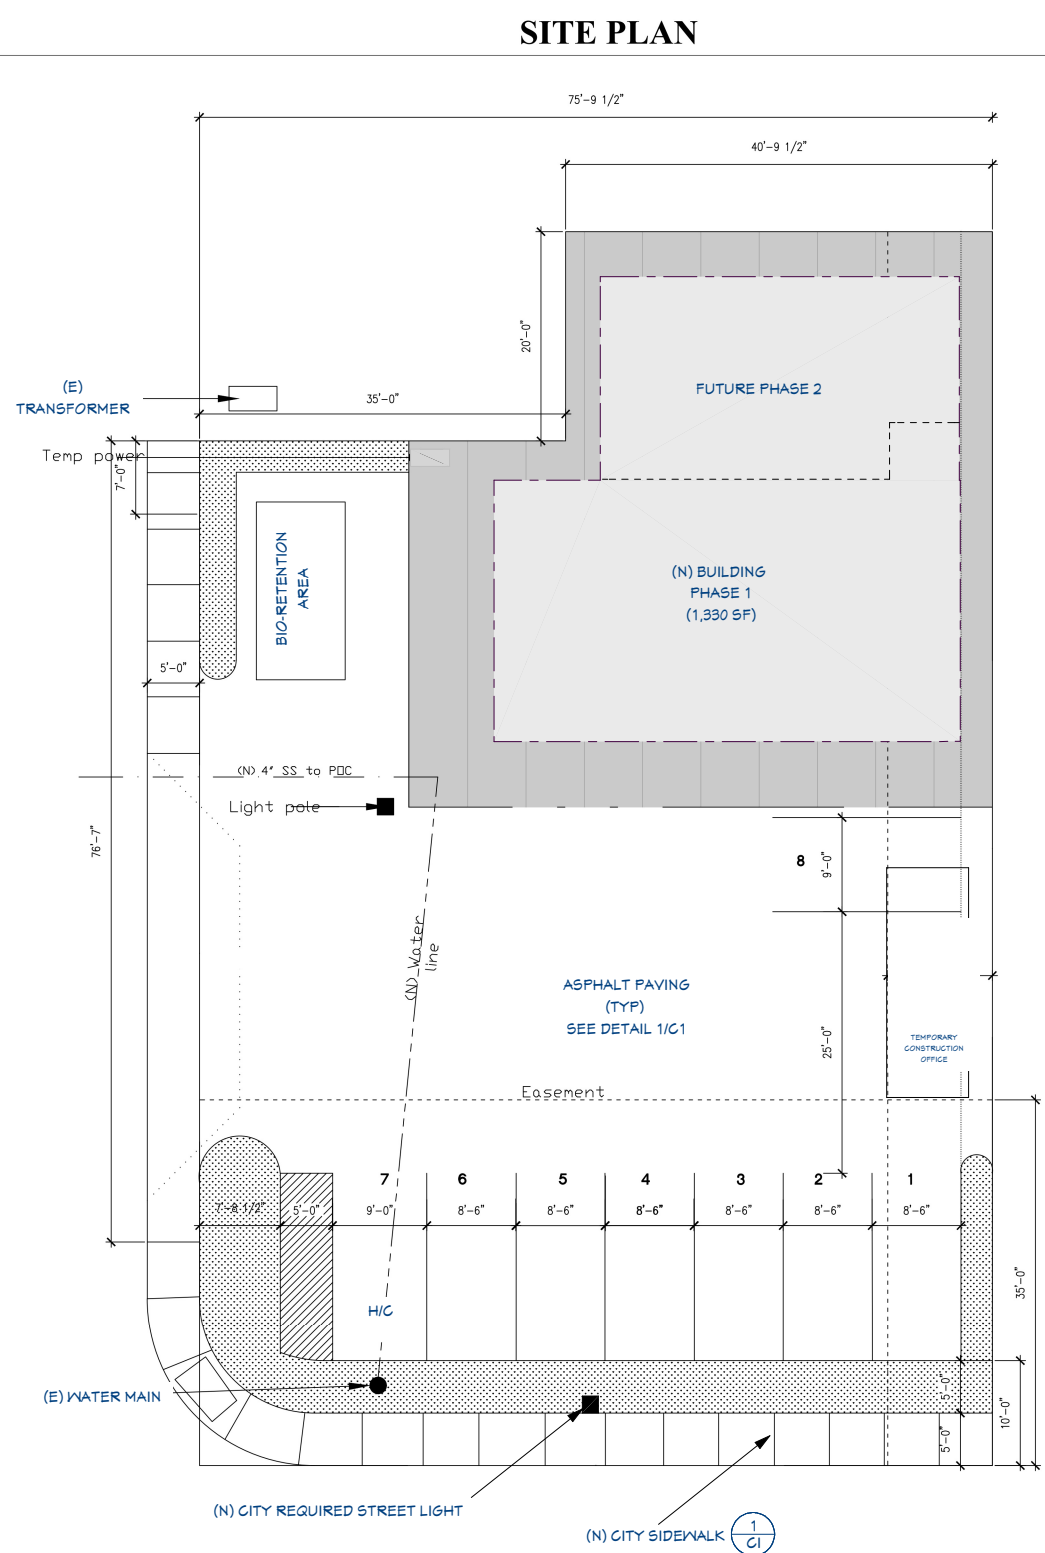 SITE PLAN
75'-9 1/2"
40'-9 1/2"
20'-0"
(E)
TRANSFORMER
35'-0"
FUTURE PHASE 2
Temp power
7'-0"
BIO-RETENTION
AREA
(N) BUILDING
PHASE 1
(1,330 SF)
5'-0"
(N) 4" SS to POC
Light pole
76'-7"
8
9'-0"
(N) Water
line
ASPHALT PAVING
(TYP)
SEE DETAIL 1/C1
25'-0"
TEMPORARY
CONSTRUCTION
OFFICE
Easement
7 6 5 4 3 2 1
7'-8 1/2" 5'-0" 9'-0" 8'-6" 8'-6" 8'-6" 8'-6" 8'-6" 8'-6"
35'-0"
H/C
(E) WATER MAIN
5'-0"
10'-0"
5'-0"
(N) CITY REQUIRED STREET LIGHT
(N) CITY SIDEWALK
1
C1